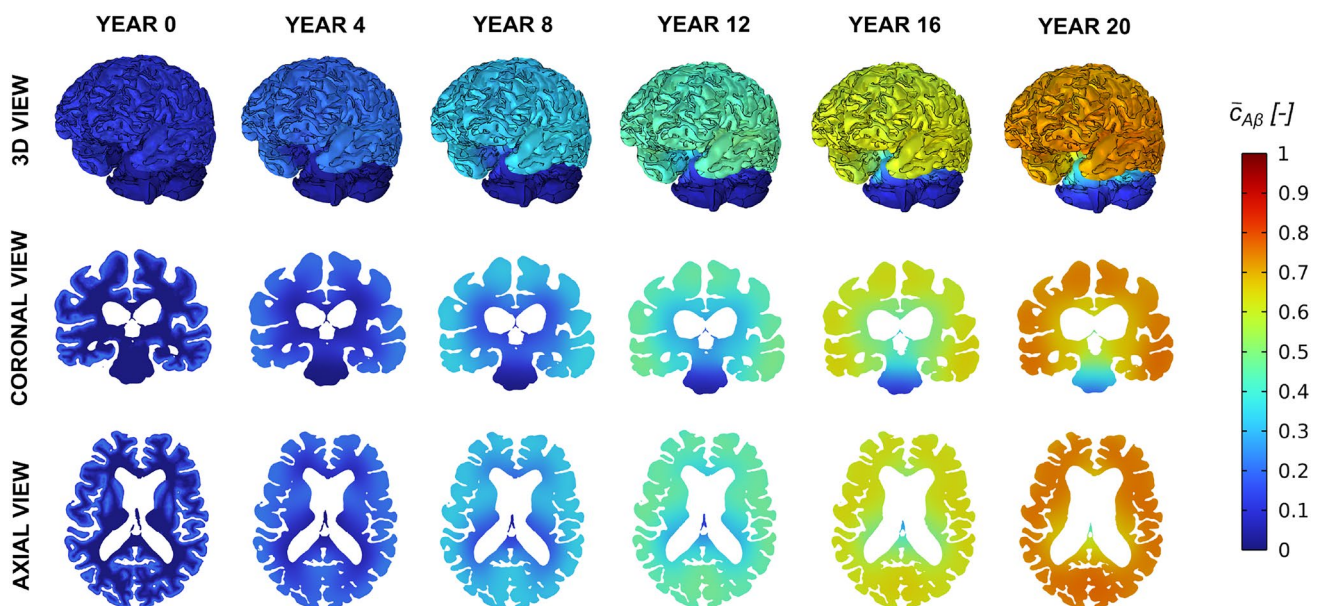 YEAR 0 YEAR 4 YEAR 8 YEAR 12 YEAR 16 YEAR 20
3D VIEW
CORONAL VIEW
AXIAL VIEW
c̄Aβ [-]
1
0.9
0.8
0.7
0.6
0.5
0.4
0.3
0.2
0.1
0